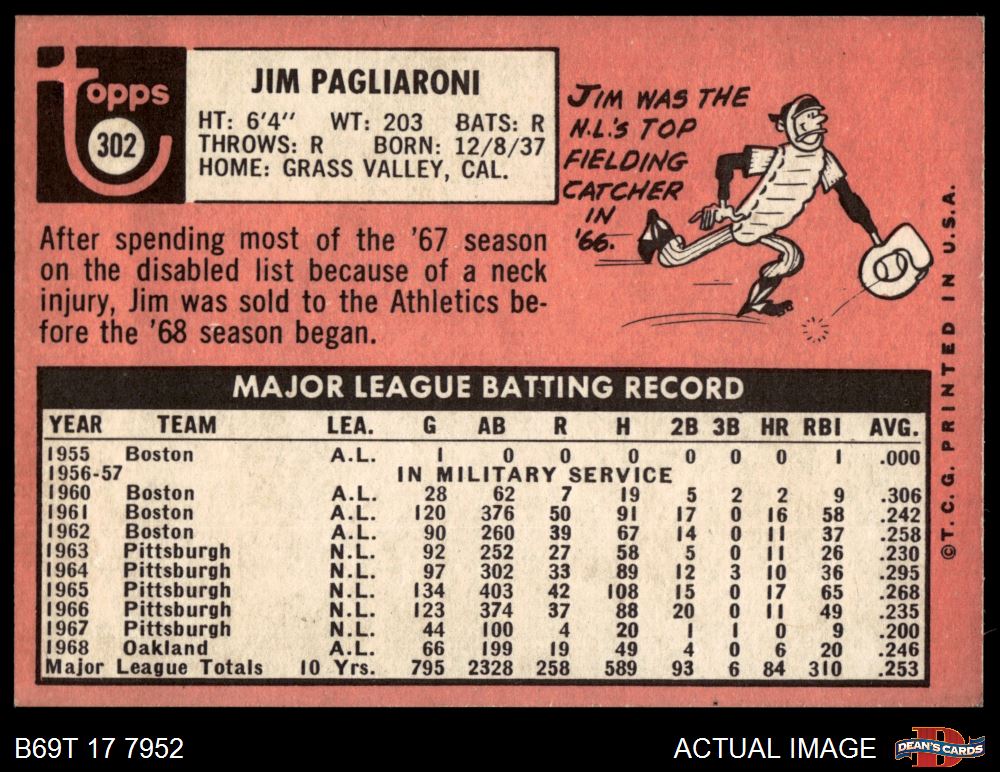 Topps
302
JIM PAGLIARONI
HT: 6'4" WT: 203 BATS: R
THROWS: R BORN: 12/8/37
HOME: GRASS VALLEY, CAL.
JIM WAS THE
N.L.'S TOP
FIELDING
CATCHER
IN
'66.
After spending most of the '67 season
on the disabled list because of a neck
injury, Jim was sold to the Athletics be-
fore the '68 season began.
MAJOR LEAGUE BATTING RECORD
YEAR TEAM LEA. G AB R H 2B 3B HR RBI AVG.
1955 Boston A.L. 1 0 0 0 0 0 0 1 .000
1956-57 IN MILITARY SERVICE
1960 Boston A.L. 28 62 7 19 5 2 2 9 .306
1961 Boston A.L. 120 376 50 91 17 0 16 58 .242
1962 Boston A.L. 90 260 39 67 14 0 11 37 .258
1963 Pittsburgh N.L. 92 252 27 58 5 0 11 26 .230
1964 Pittsburgh N.L. 97 302 33 89 12 3 10 36 .295
1965 Pittsburgh N.L. 134 403 42 108 15 0 17 65 .268
1966 Pittsburgh N.L. 123 374 37 88 20 0 11 49 .235
1967 Pittsburgh N.L. 44 100 4 20 1 1 0 9 .200
1968 Oakland A.L. 66 199 19 49 4 0 6 20 .246
Major League Totals 10 Yrs. 795 2328 258 589 93 6 84 310 .253
©T.C.G. PRINTED IN U.S.A.
B69T 17 7952
ACTUAL IMAGE
DEAN'S CARDS